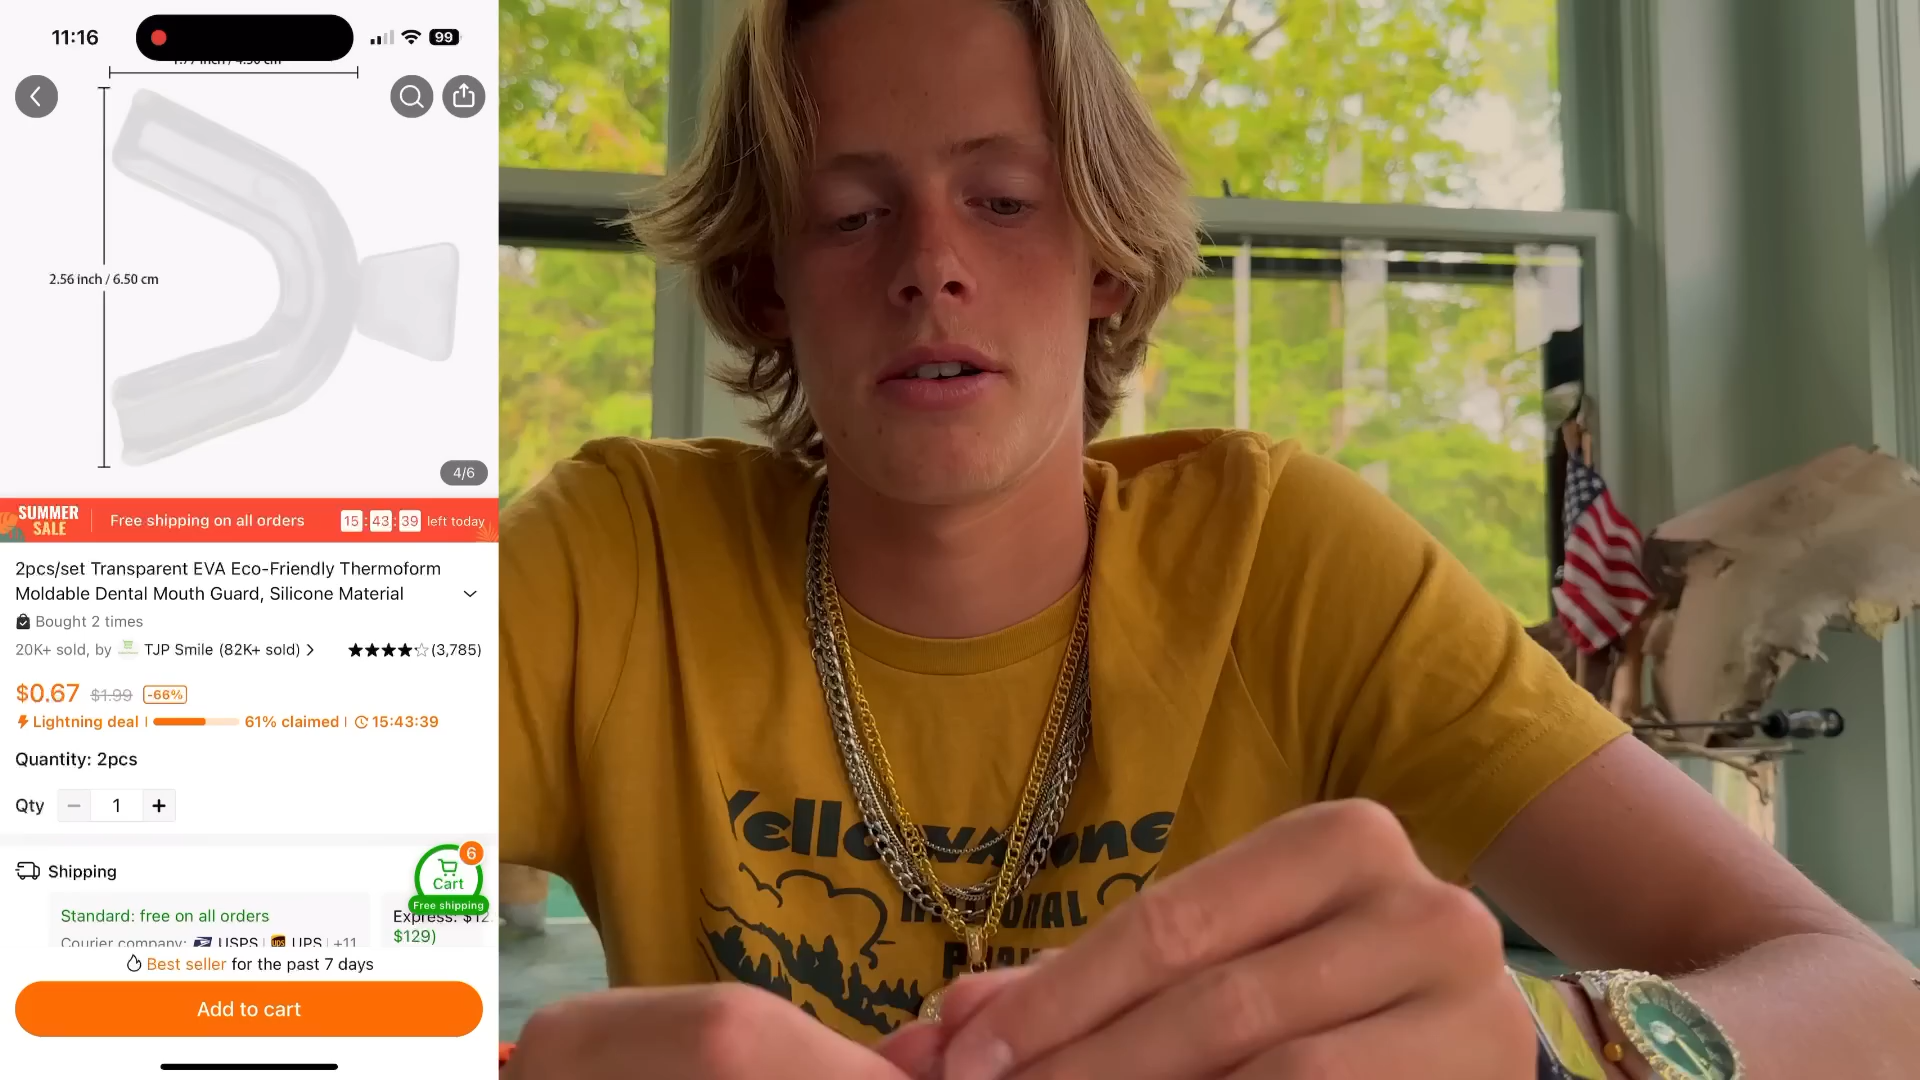 11:16
99
2.56 inch / 6.50 cm
4/6
SUMMER SALE
Free shipping on all orders
15:43:39 left today
2pcs/set Transparent EVA Eco-Friendly Thermoform
Moldable Dental Mouth Guard, Silicone Material
Bought 2 times
20K+ sold, by TJP Smile (82K+ sold) (3,785)
$0.67 $1.99 -66%
Lightning deal 61% claimed 15:43:39
Quantity: 2pcs
Qty 1
Shipping
6
Cart
Free shipping
Standard: free on all orders
Courier company: USPS UPS +11
Express: $12
$129)
Best seller for the past 7 days
Add to cart
Yellowstone
NATIONAL